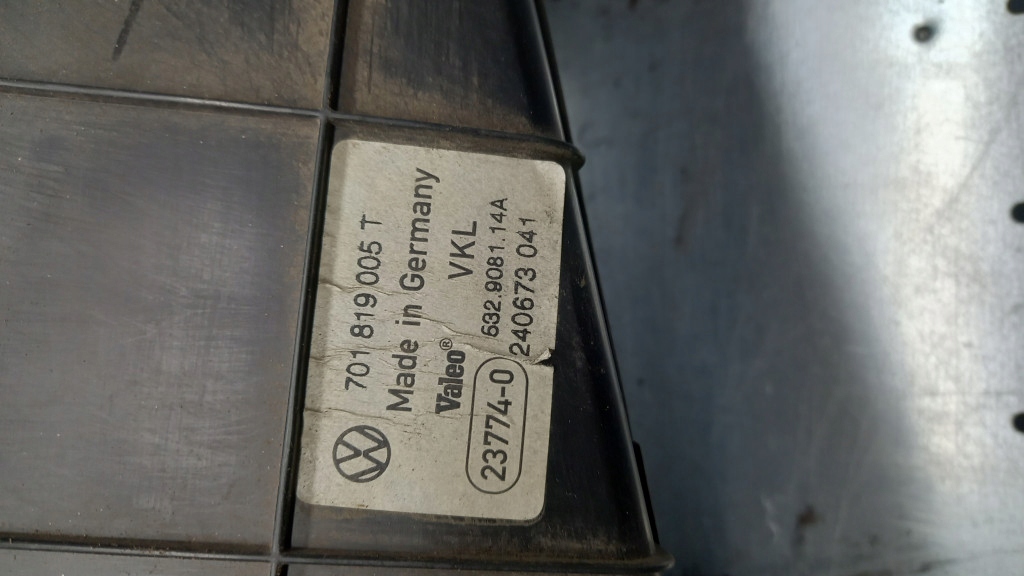 701 819 005 T
Made in Germany
Valeo® VKL
632.9081.14A
23774-0 240673 041